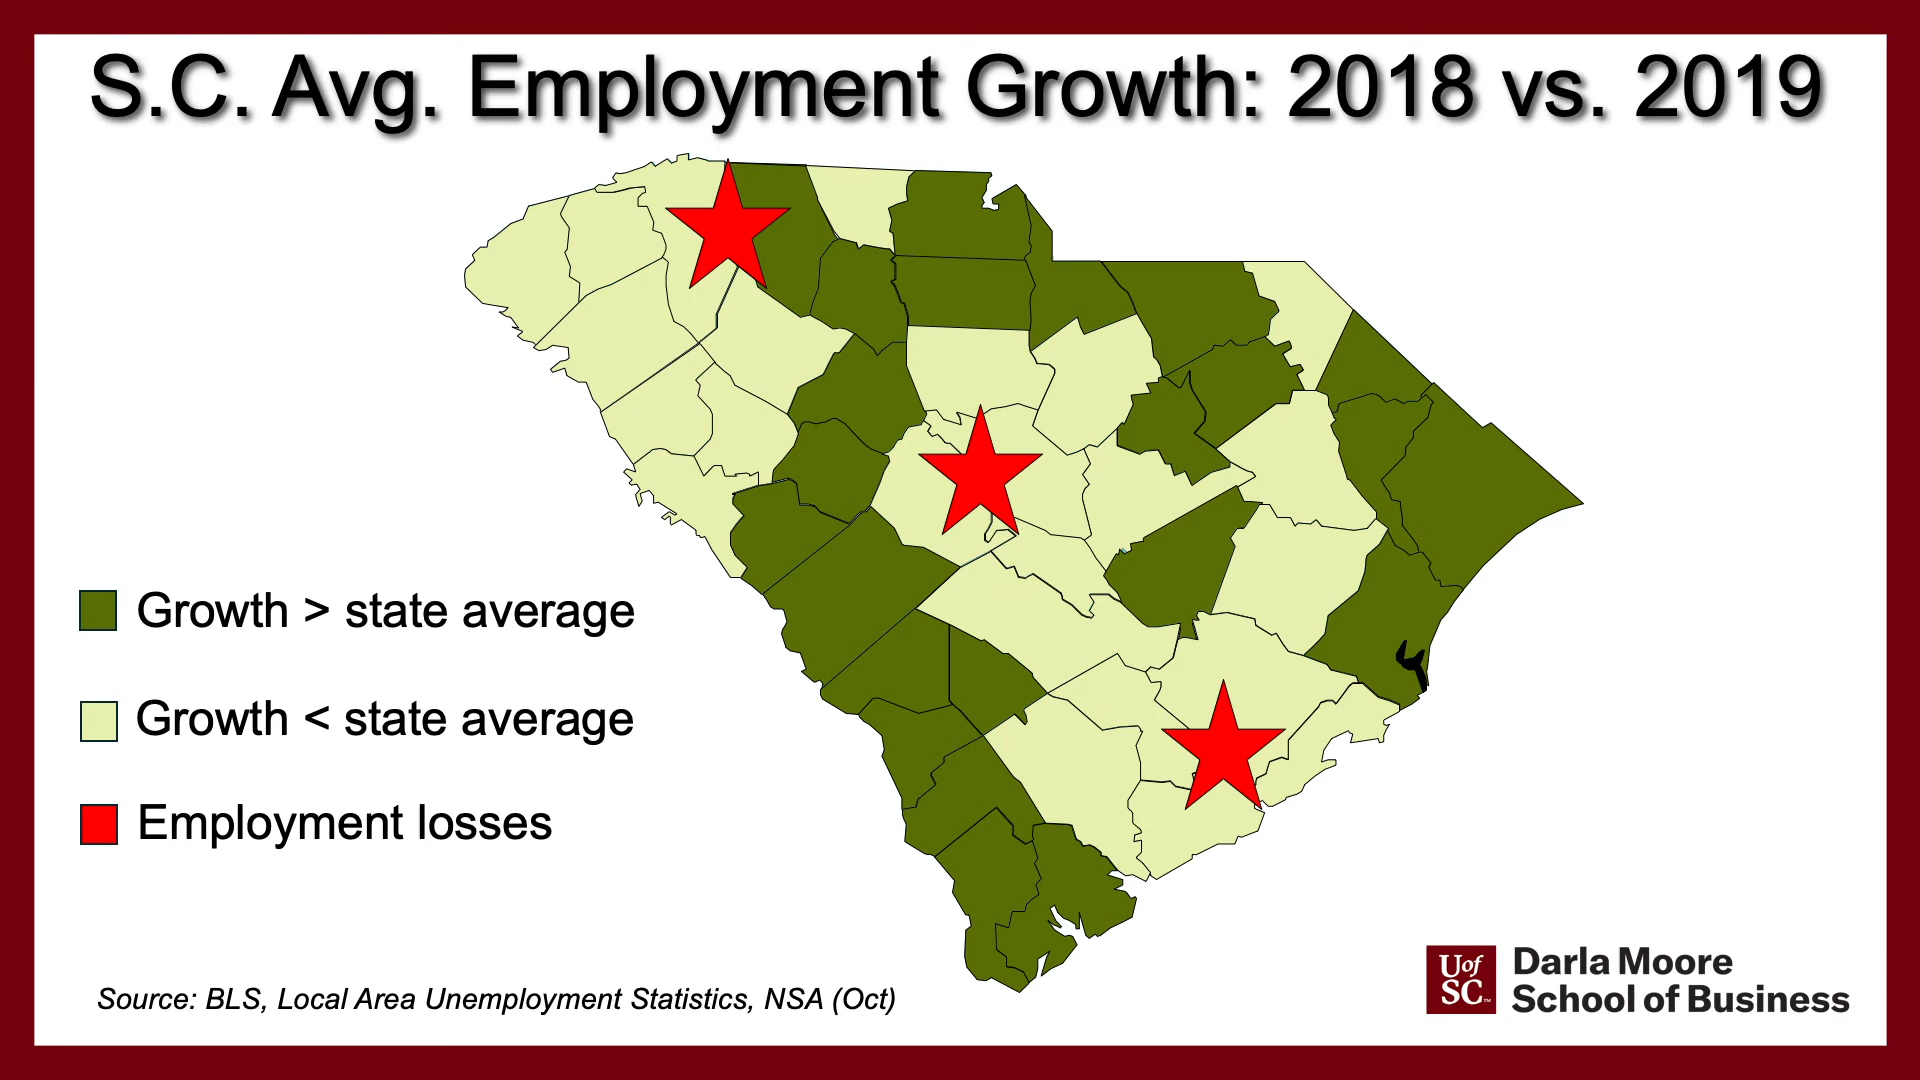 S.C. Avg. Employment Growth: 2018 vs. 2019
Growth > state average
Growth < state average
Employment losses
Source: BLS, Local Area Unemployment Statistics, NSA (Oct)
UofSC™
Darla Moore
School of Business